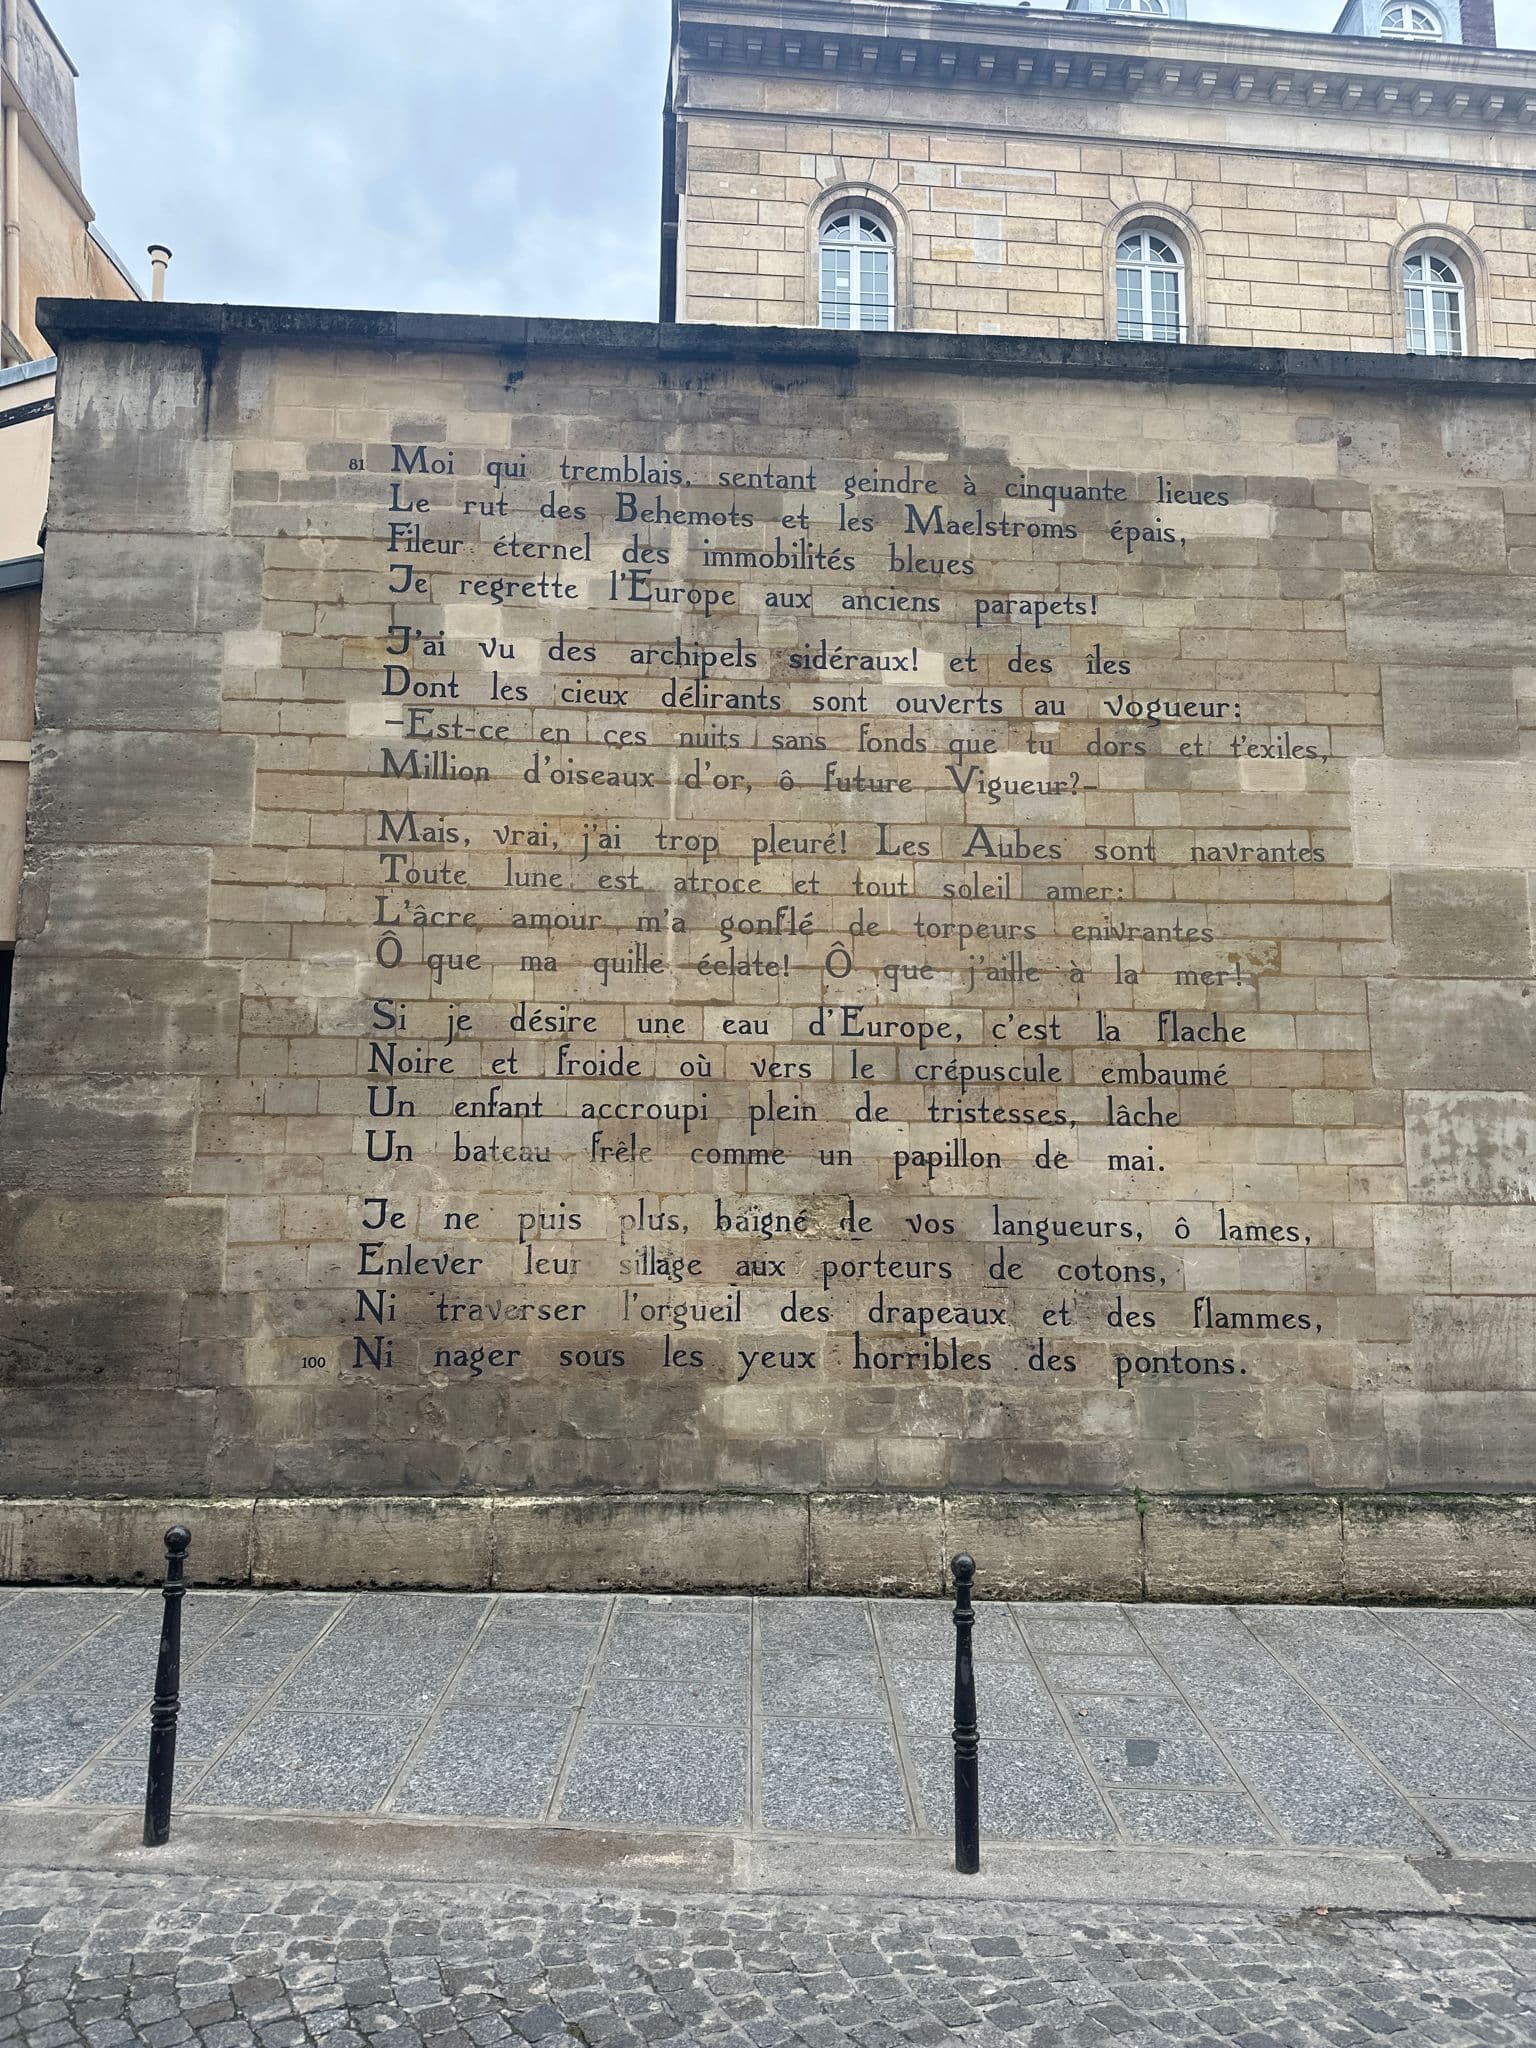 81 Moi qui tremblais, sentant geindre à cinquante lieues
Le rut des Behemots et les Maelstroms épais,
Fileur éternel des immobilités bleues
Je regrette l'Europe aux anciens parapets!
J'ai vu des archipels sidéraux! et des îles
Dont les cieux délirants sont ouverts au vogueur:
-Est-ce en ces nuits sans fonds que tu dors et t'exiles,
Million d'oiseaux d'or, ô future Vigueur?-
Mais, vrai, j'ai trop pleuré! Les Aubes sont navrantes
Toute lune est atroce et tout soleil amer:
L'âcre amour m'a gonflé de torpeurs enivrantes
Ô que ma quille éclate! Ô que j'aille à la mer!
Si je désire une eau d'Europe, c'est la flache
Noire et froide où vers le crépuscule embaumé
Un enfant accroupi plein de tristesses, lâche
Un bateau frêle comme un papillon de mai.
Je ne puis plus, baigné de vos langueurs, ô lames,
Enlever leur sillage aux porteurs de cotons,
Ni traverser l'orgueil des drapeaux et des flammes,
100 Ni nager sous les yeux horribles des pontons.